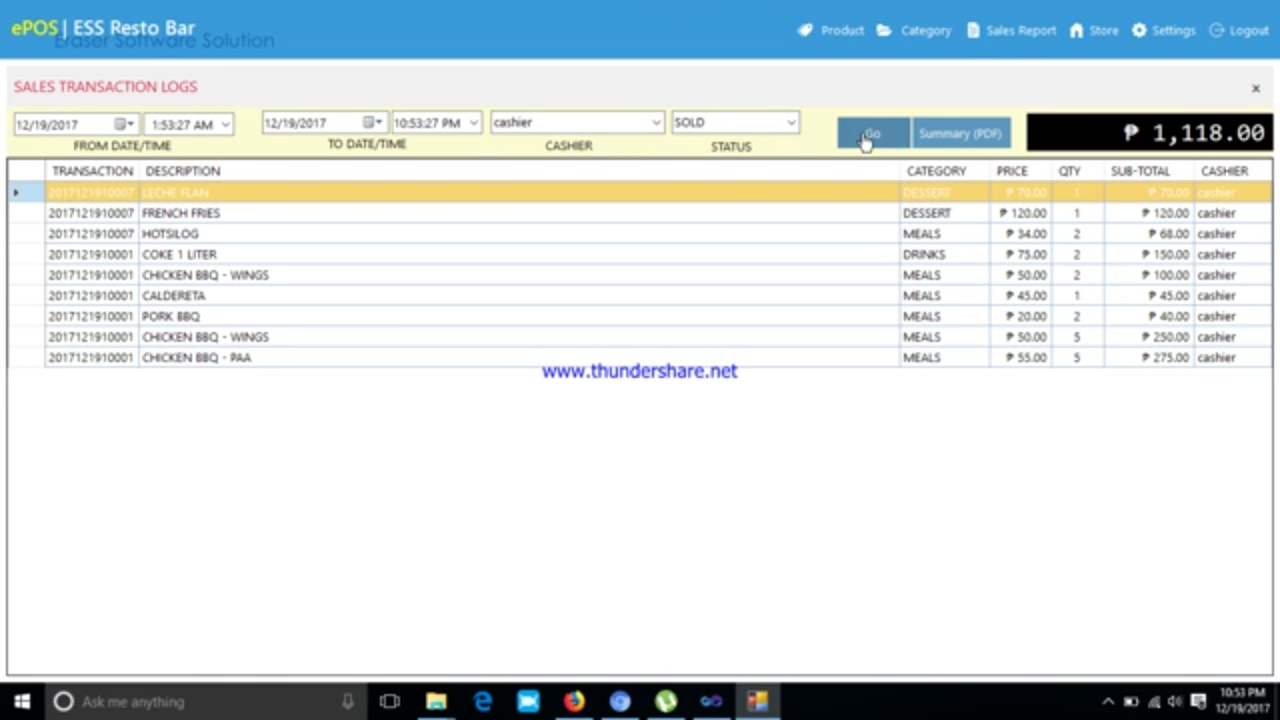 ePOS | ESS Resto Bar
Eraser Software Solution
Product Category Sales Report Store Settings Logout
SALES TRANSACTION LOGS
12/19/2017 1:53:27 AM 12/19/2017 10:53:27 PM cashier SOLD Go Summary (PDF) ₱ 1,118.00
FROM DATE/TIME TO DATE/TIME CASHIER STATUS
TRANSACTION DESCRIPTION CATEGORY PRICE QTY SUB-TOTAL CASHIER
2017121910007 LECHE FLAN DESSERT ₱ 70.00 1 ₱ 70.00 cashier
2017121910007 FRENCH FRIES DESSERT ₱ 120.00 1 ₱ 120.00 cashier
2017121910007 HOTSILOG MEALS ₱ 34.00 2 ₱ 68.00 cashier
2017121910001 COKE 1 LITER DRINKS ₱ 75.00 2 ₱ 150.00 cashier
2017121910001 CHICKEN BBQ - WINGS MEALS ₱ 50.00 2 ₱ 100.00 cashier
2017121910001 CALDERETA MEALS ₱ 45.00 1 ₱ 45.00 cashier
2017121910001 PORK BBQ MEALS ₱ 20.00 2 ₱ 40.00 cashier
2017121910001 CHICKEN BBQ - WINGS MEALS ₱ 50.00 5 ₱ 250.00 cashier
2017121910001 CHICKEN BBQ - PAA MEALS ₱ 55.00 5 ₱ 275.00 cashier
www.thundershare.net
Ask me anything
10:53 PM
12/19/2017